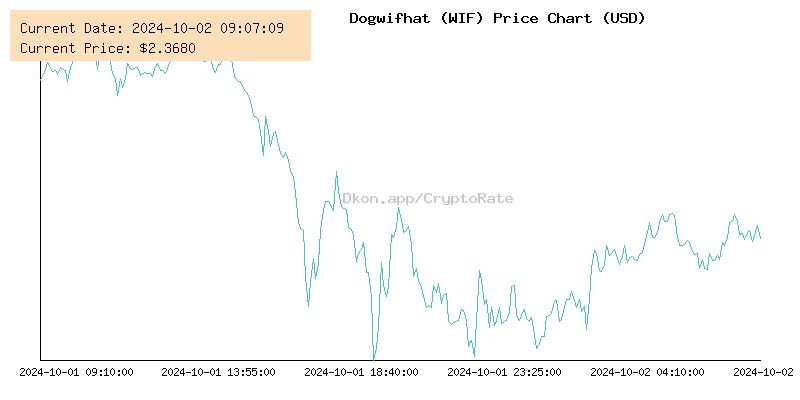 Dogwifhat (WIF) Price Chart (USD)
Current Date: 2024-10-02 09:07:09
Current Price: $2.3680
Dkon.app/CryptoRate
2024-10-01 09:10:00 2024-10-01 13:55:00 2024-10-01 18:40:00 2024-10-01 23:25:00 2024-10-02 04:10:00 2024-10-02